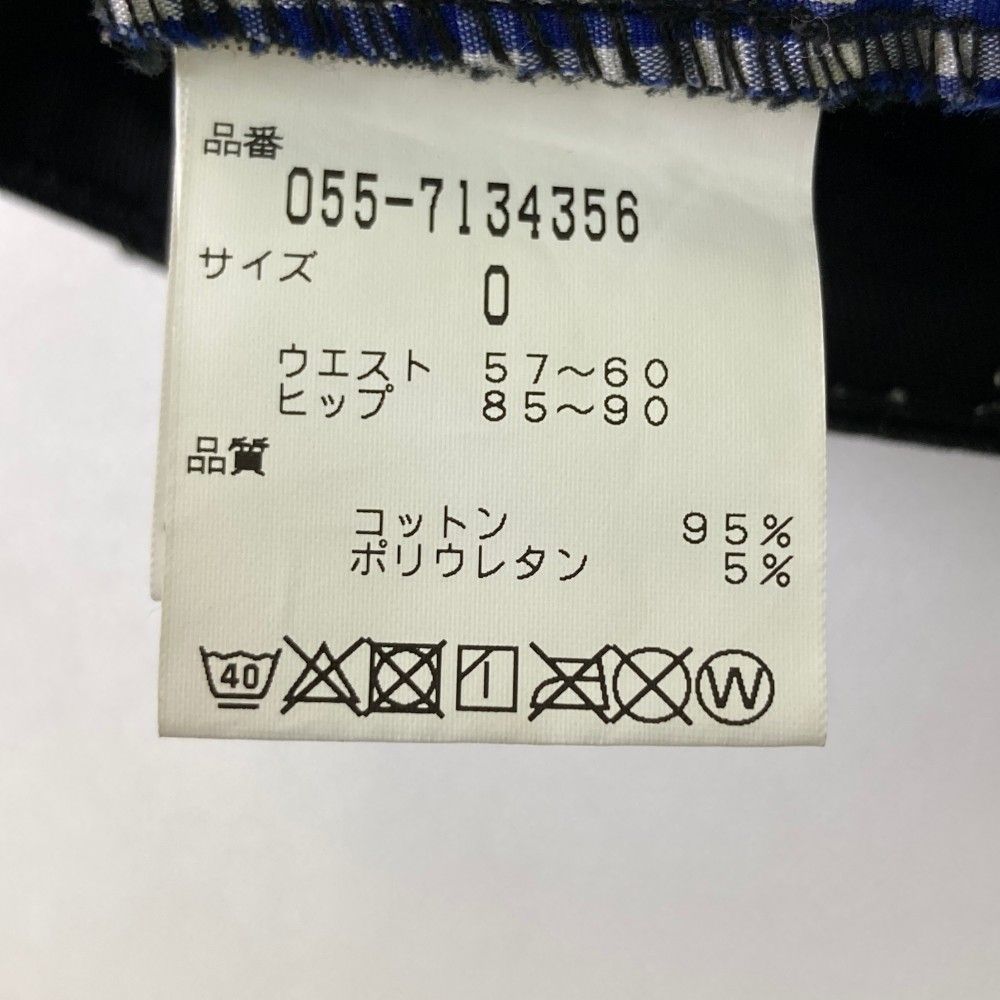 品番
055-7134356
サイズ
0
ウエスト 57～60
ヒップ 85～90
品質
コットン 95%
ポリウレタン 5%
40 W